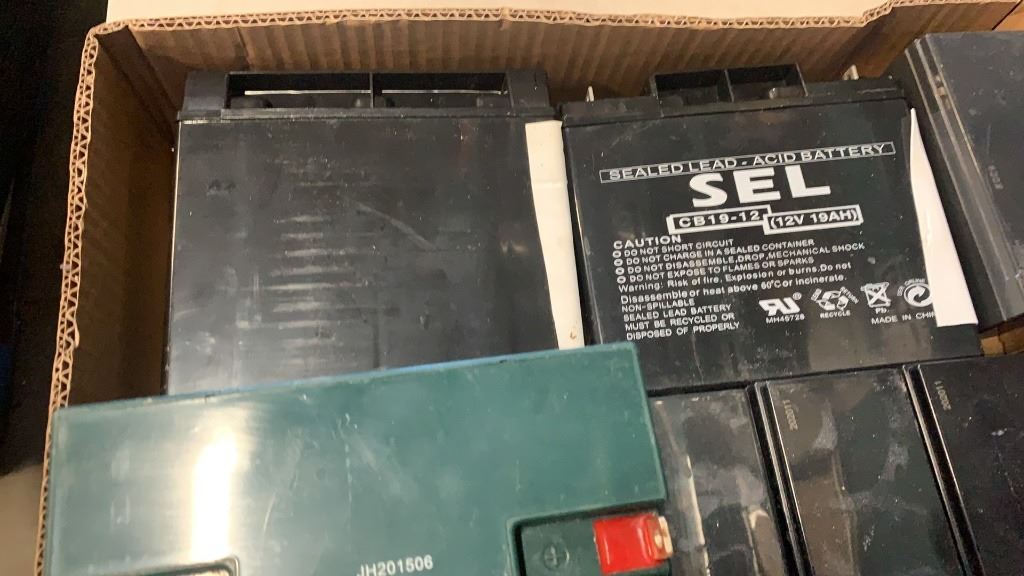 SEALED LEAD - ACID BATTERY
SEL
CB19-12 (12V 19AH)
CAUTION
DO NOT SHORT CIRCUIT
DO NOT CHARGE IN A SEALED CONTAINER
DO NOT DISASSEMBLE,DROP,MECHANICAL SHOCK
DO NOT EXPOSE TO FLAMES OR SPARKS
Warning: Risk of fire. Explosion or burns.Do not
Disassemble or heat above 60°C or incinerate
NON-SPILLABLE
SEALED LEAD BATTERY
MUST BE RECYCLED OR
DISPOSED OF PROPERLY
MH45728
RECYCLE
Pb.
MADE IN CHIN
JH201506